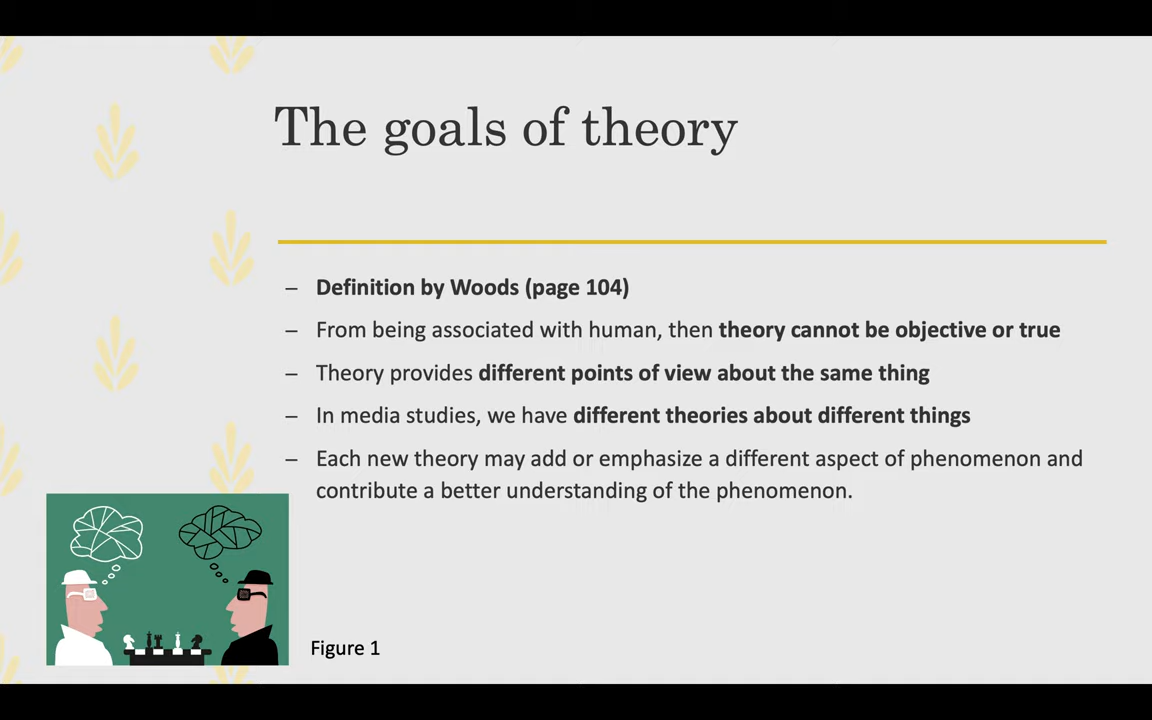 The goals of theory
– Definition by Woods (page 104)
– From being associated with human, then theory cannot be objective or true
– Theory provides different points of view about the same thing
– In media studies, we have different theories about different things
– Each new theory may add or emphasize a different aspect of phenomenon and
contribute a better understanding of the phenomenon.
Figure 1